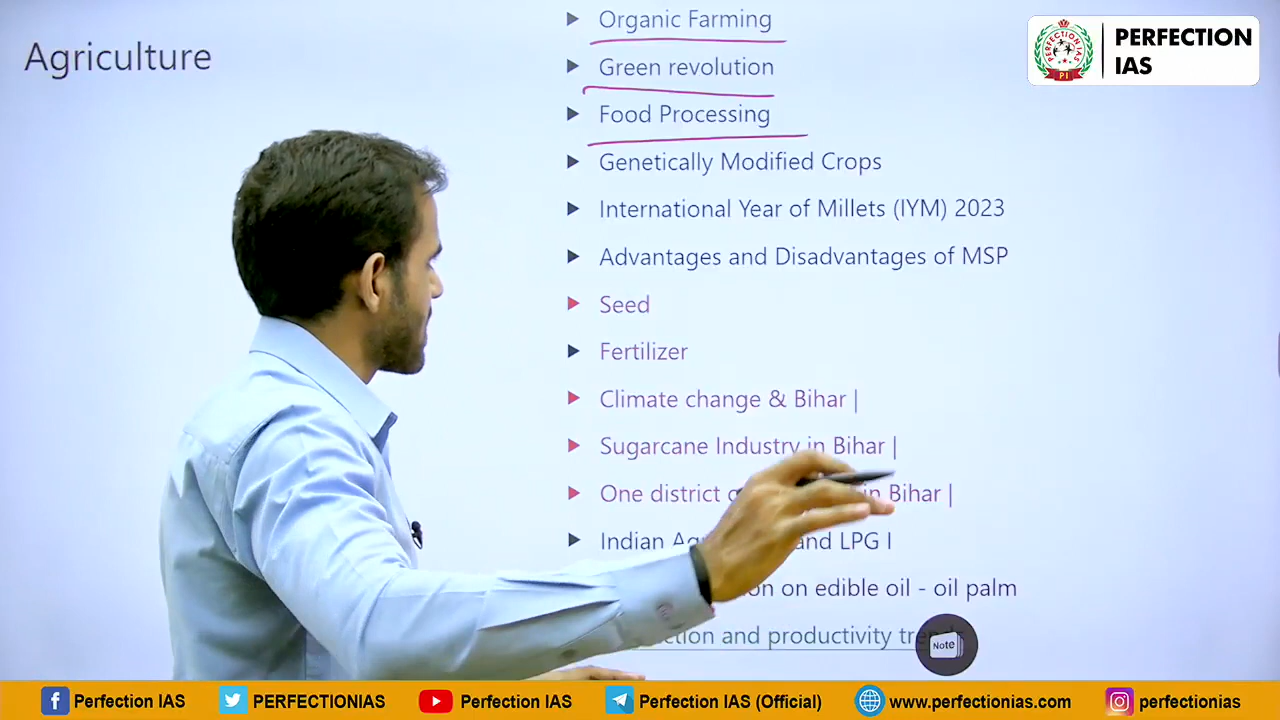 Agriculture
Organic Farming
Green revolution
Food Processing
Genetically Modified Crops
International Year of Millets (IYM) 2023
Advantages and Disadvantages of MSP
Seed
Fertilizer
Climate change & Bihar |
Sugarcane Industry in Bihar |
One district in Bihar |
Indian and LPG I
on edible oil - oil palm
and productivity
Note
PERFECTION
IAS
PERFECTION IAS
PI
Perfection IAS
PERFECTIONIAS
Perfection IAS
Perfection IAS (Official)
www.perfectionias.com
perfectionias